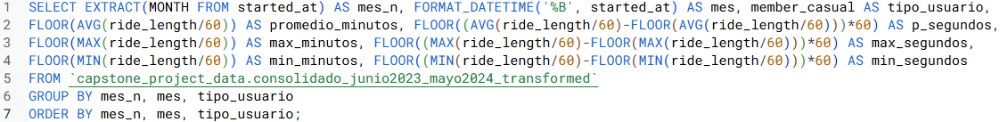 1 SELECT EXTRACT(MONTH FROM started_at) AS mes_n, FORMAT_DATETIME('%B', started_at) AS mes, member_casual AS tipo_usuario,
2 FLOOR(AVG(ride_length/60)) AS promedio_minutos, FLOOR((AVG(ride_length/60)-FLOOR(AVG(ride_length/60)))*60) AS p_segundos,
3 FLOOR(MAX(ride_length/60)) AS max_minutos, FLOOR((MAX(ride_length/60)-FLOOR(MAX(ride_length/60)))*60) AS max_segundos,
4 FLOOR(MIN(ride_length/60)) AS min_minutos, FLOOR((MIN(ride_length/60)-FLOOR(MIN(ride_length/60)))*60) AS min_segundos
5 FROM `capstone_project_data.consolidado_junio2023_mayo2024_transformed`
6 GROUP BY mes_n, mes, tipo_usuario
7 ORDER BY mes_n, mes, tipo_usuario;